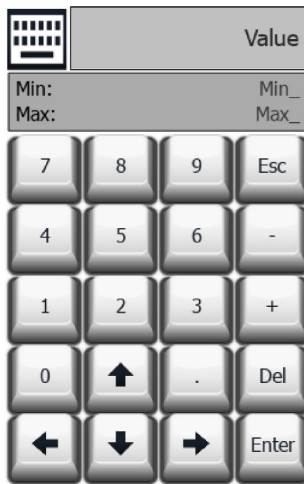 Value
Min: Min_
Max: Max_
7 8 9 Esc
4 5 6 -
1 2 3 +
0 . Del
Enter